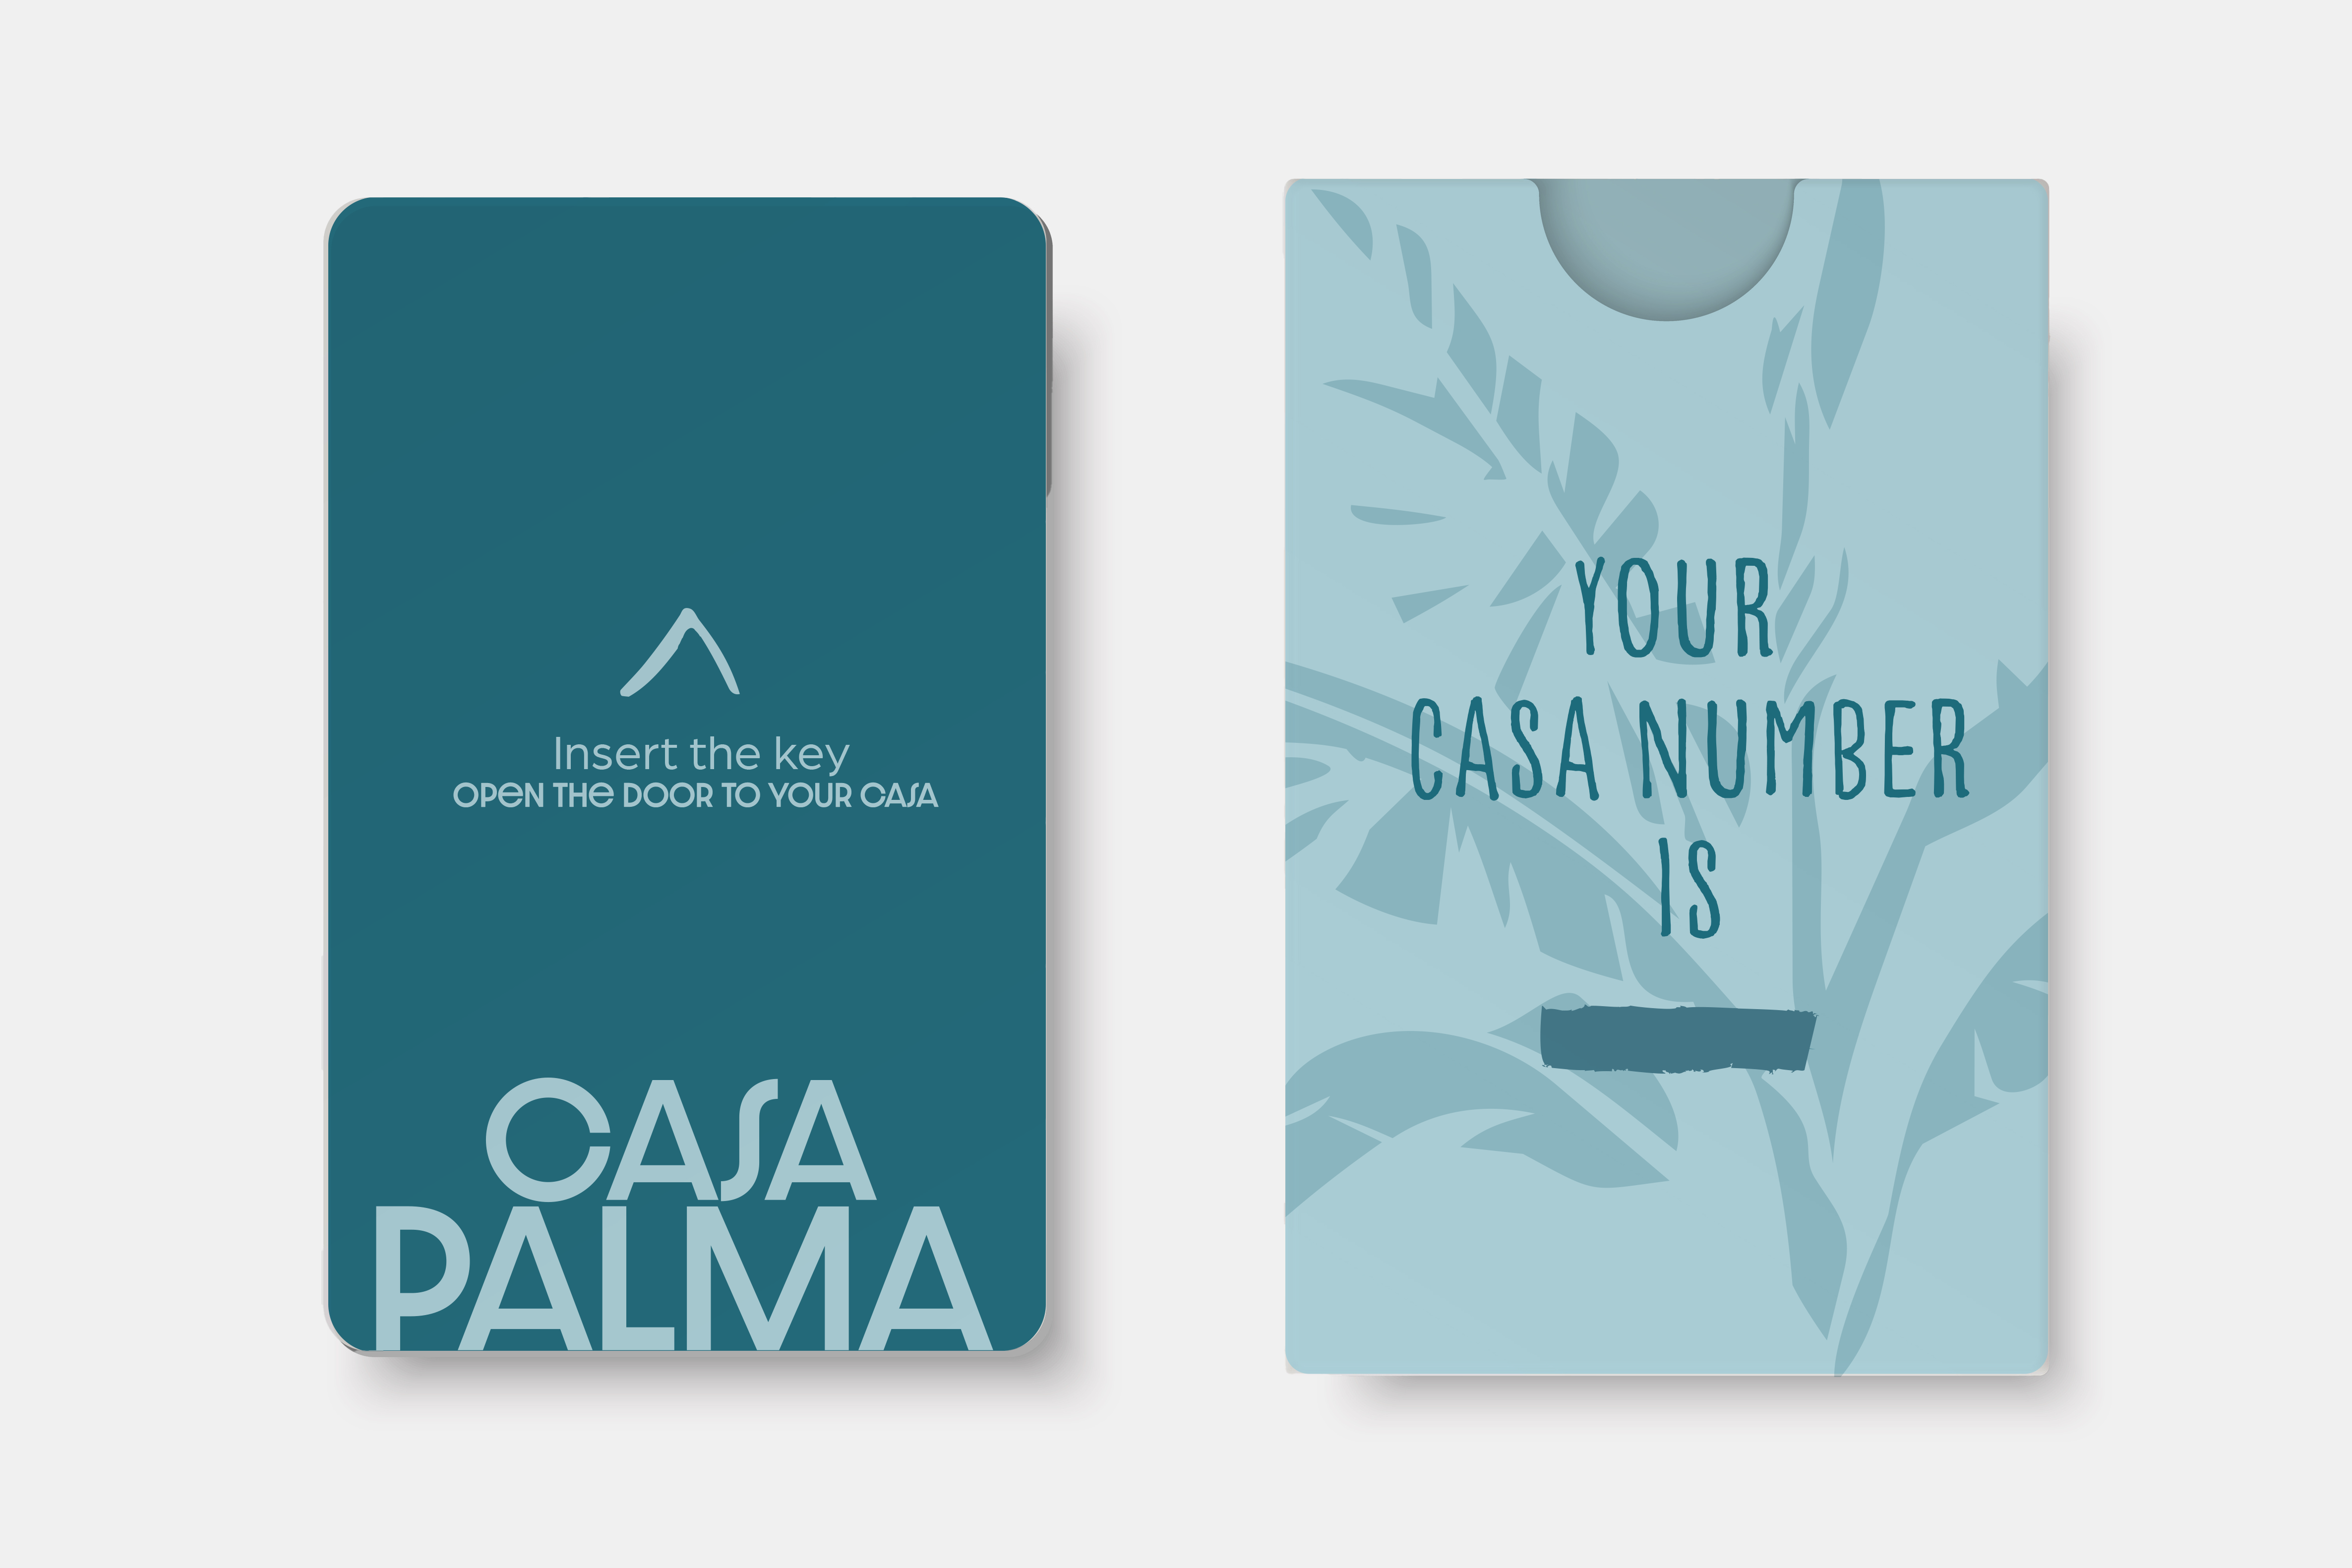 Insert the key
OPEN THE DOOR TO YOUR CASA
CASA
PALMA
YOUR
CASA NUMBER
IS